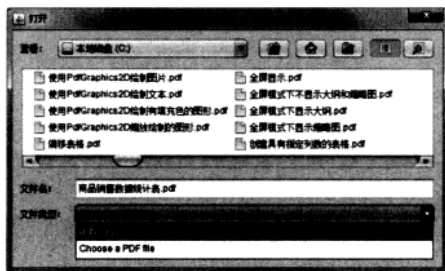 打开
查看: 本地磁盘 (C:)
使用PdfGraphics2D绘制图片.pdf
使用PdfGraphics2D绘制文本.pdf
使用PdfGraphics2D绘制有填充色的图形.pdf
使用PdfGraphics2D缩放绘制的图形.pdf
偏移表格.pdf
全屏显示.pdf
全屏模式下不显示大纲和缩略图.pdf
全屏模式下显示大纲.pdf
全屏模式下显示缩略图.pdf
创建具有指定列数的表格.pdf
文件名: 商品销售数据统计表.pdf
文件类型:
Choose a PDF file